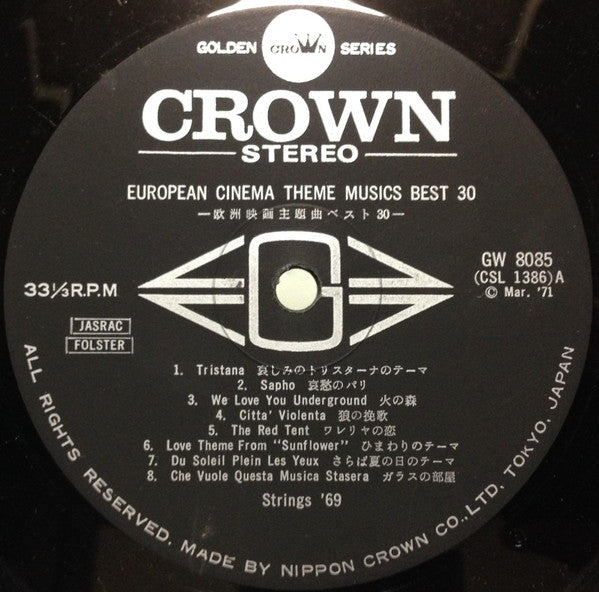 GOLDEN CROWN SERIES
CROWN
STEREO
EUROPEAN CINEMA THEME MUSICS BEST 30
—欧洲映画主題曲ベスト30—
G
GW 8085
(CSL 1386)A
© Mar. '71
33⅓R.P.M
JASRAC
FOLSTER
1. Tristana 哀しみのトリスターナのテーマ
2. Sapho 哀愁のパリ
3. We Love You Underground 火の森
4. Citta' Violenta 狼の挽歌
5. The Red Tent ワレリヤの恋
6. Love Theme From "Sunflower" ひまわりのテーマ
7. Du Soleil Plein Les Yeux さらば夏の日のテーマ
8. Che Vuole Questa Musica Stasera ガラスの部屋
Strings '69
ALL RIGHTS RESERVED. MADE BY NIPPON CROWN CO., LTD. TOKYO, JAPAN